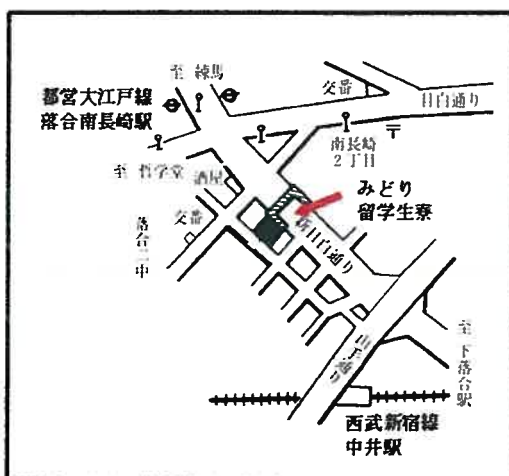 至 練馬
都営大江戸線
落合南長崎駅
交番
目白通り
南長崎
2丁目
〒
至 哲学堂
酒屋
みどり
留学生寮
交番
落合二中
新目白通り
山手通り
至 下落合駅
西武新宿線
中井駅